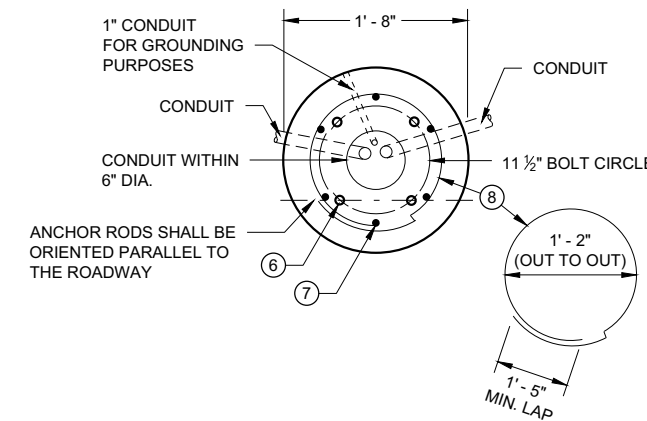 1" CONDUIT
FOR GROUNDING
PURPOSES
1' - 8"
CONDUIT
CONDUIT
CONDUIT WITHIN
6" DIA.
11 ½" BOLT CIRCLE
ANCHOR RODS SHALL BE
ORIENTED PARALLEL TO
THE ROADWAY
8
6
7
1' - 2"
(OUT TO OUT)
1' - 5"
MIN. LAP